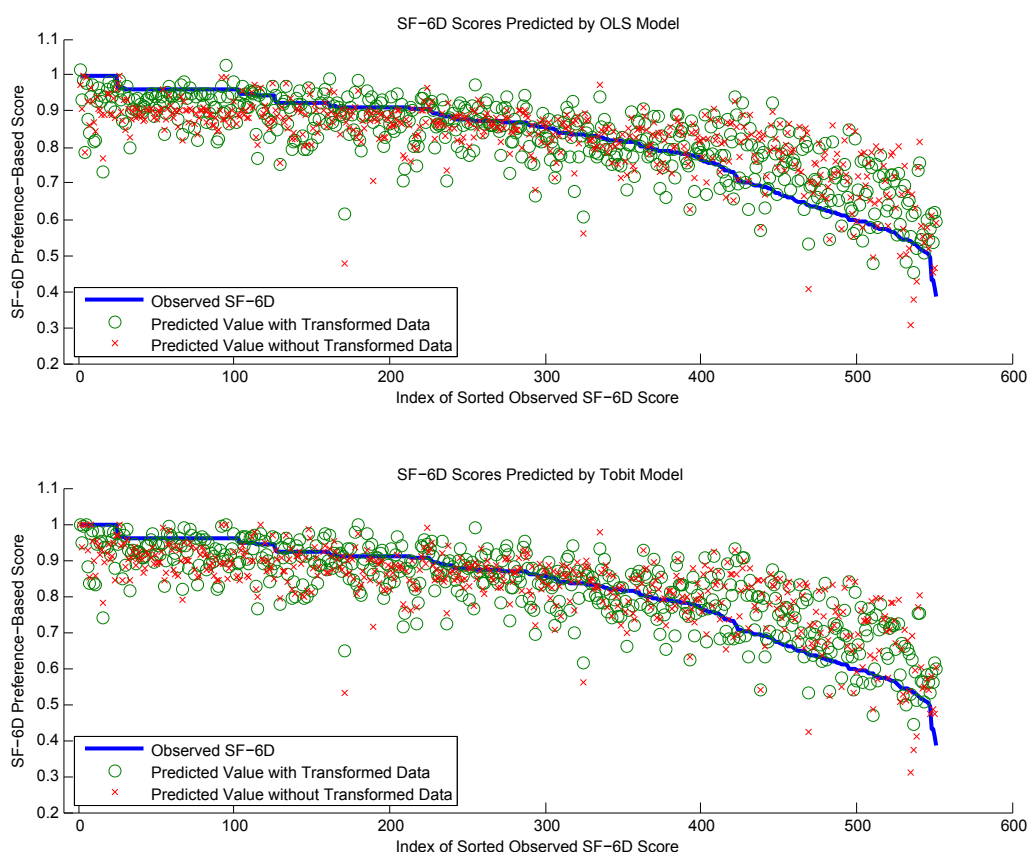 SF−6D Scores Predicted by OLS Model
1.1
1
0.9
0.8
0.7
0.6
0.5
0.4
0.3
0.2
SF−6D Preference−Based Score
Observed SF−6D
Predicted Value with Transformed Data
Predicted Value without Transformed Data
0 100 200 300 400 500 600
Index of Sorted Observed SF−6D Score
SF−6D Scores Predicted by Tobit Model
1.1
1
0.9
0.8
0.7
0.6
0.5
0.4
0.3
0.2
SF−6D Preference−Based Score
Observed SF−6D
Predicted Value with Transformed Data
Predicted Value without Transformed Data
0 100 200 300 400 500 600
Index of Sorted Observed SF−6D Score